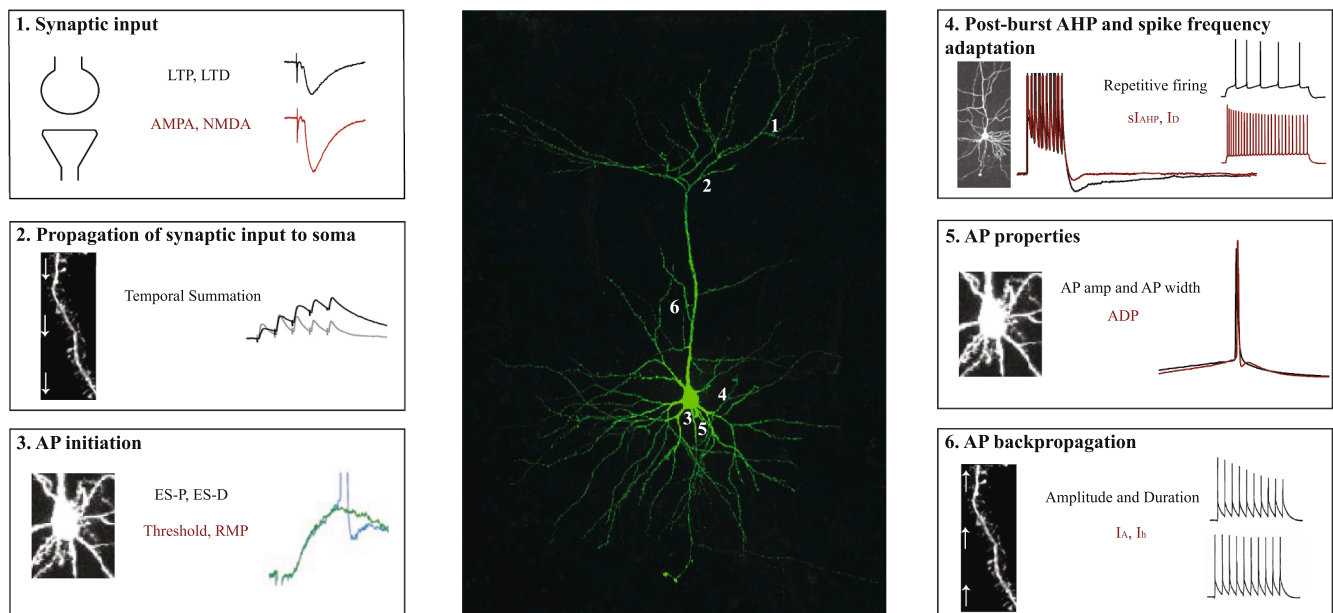 1. Synaptic input
LTP, LTD
AMPA, NMDA
2. Propagation of synaptic input to soma
Temporal Summation
3. AP initiation
ES-P, ES-D
Threshold, RMP
1
2
6
4
3
5
4. Post-burst AHP and spike frequency
adaptation
Repetitive firing
sIAHP, ID
5. AP properties
AP amp and AP width
ADP
6. AP backpropagation
Amplitude and Duration
IA, Ih